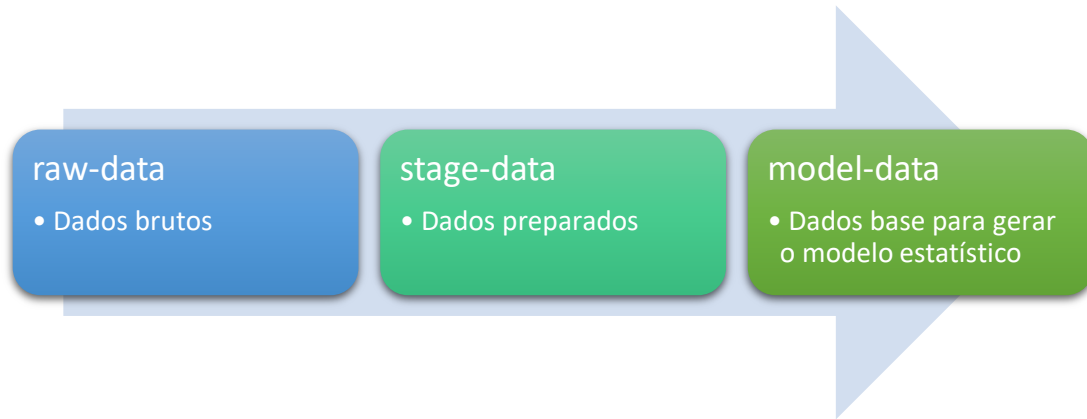 raw-data
• Dados brutos
stage-data
• Dados preparados
model-data
• Dados base para gerar
o modelo estatístico